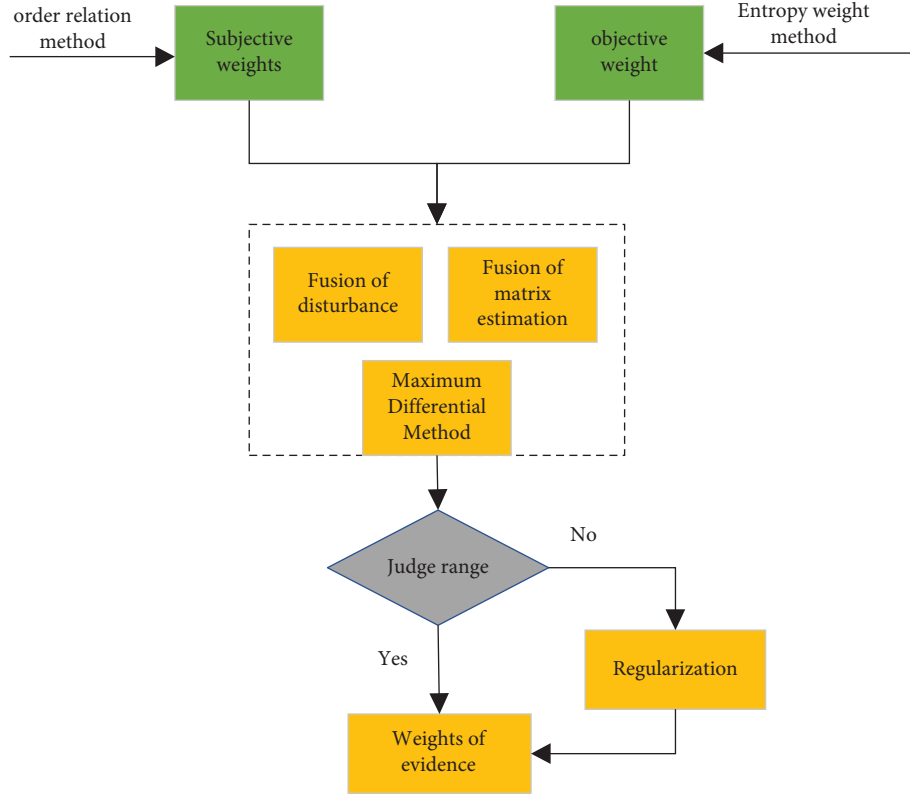 order relation
method
Subjective
weights
objective
weight
Entropy weight
method
Fusion of
disturbance
Fusion of
matrix
estimation
Maximum
Differential
Method
Judge range
No
Yes
Regularization
Weights of
evidence